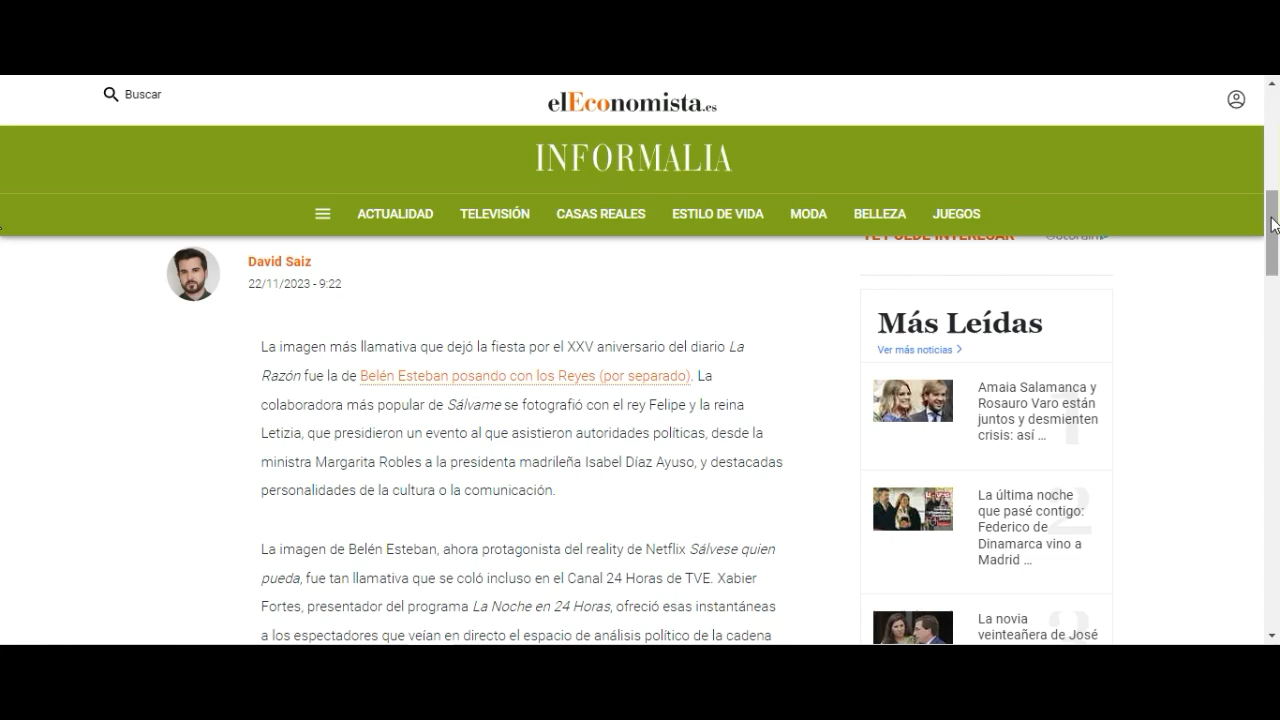 Buscar
elEconomista.es
INFORMALIA
ACTUALIDAD TELEVISIÓN CASAS REALES ESTILO DE VIDA MODA BELLEZA JUEGOS
David Saiz
22/11/2023 - 9:22
La imagen más llamativa que dejó la fiesta por el XXV aniversario del diario La
Razón fue la de Belén Esteban posando con los Reyes (por separado). La
colaboradora más popular de Sálvame se fotografió con el rey Felipe y la reina
Letizia, que presidieron un evento al que asistieron autoridades políticas, desde la
ministra Margarita Robles a la presidenta madrileña Isabel Díaz Ayuso, y destacadas
personalidades de la cultura o la comunicación.
La imagen de Belén Esteban, ahora protagonista del reality de Netflix Sálvese quien
pueda, fue tan llamativa que se coló incluso en el Canal 24 Horas de TVE. Xabier
Fortes, presentador del programa La Noche en 24 Horas, ofreció esas instantáneas
a los espectadores que veían en directo el espacio de análisis político de la cadena
TE PUEDE INTERESAR
Más Leídas
Ver más noticias
1
Amaia Salamanca y
Rosauro Varo están
juntos y desmienten
crisis: así ...
2
La última noche
que pasé contigo:
Federico de
Dinamarca vino a
Madrid ...
3
La novia
veinteañera de José